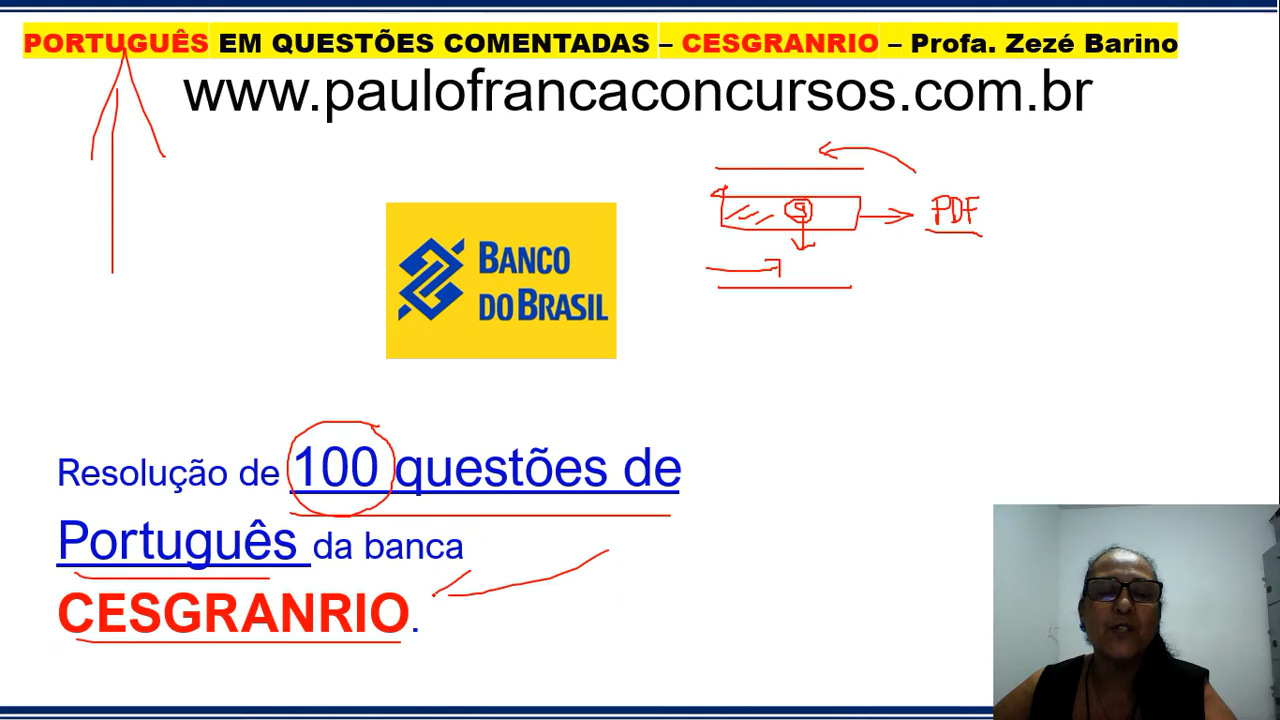 PORTUGUÊS EM QUESTÕES COMENTADAS – CESGRANRIO – Profa. Zezé Barino
www.paulofrancaconcursos.com.br
PDF
BANCO
DO BRASIL
Resolução de 100 questões de
Português da banca
CESGRANRIO.